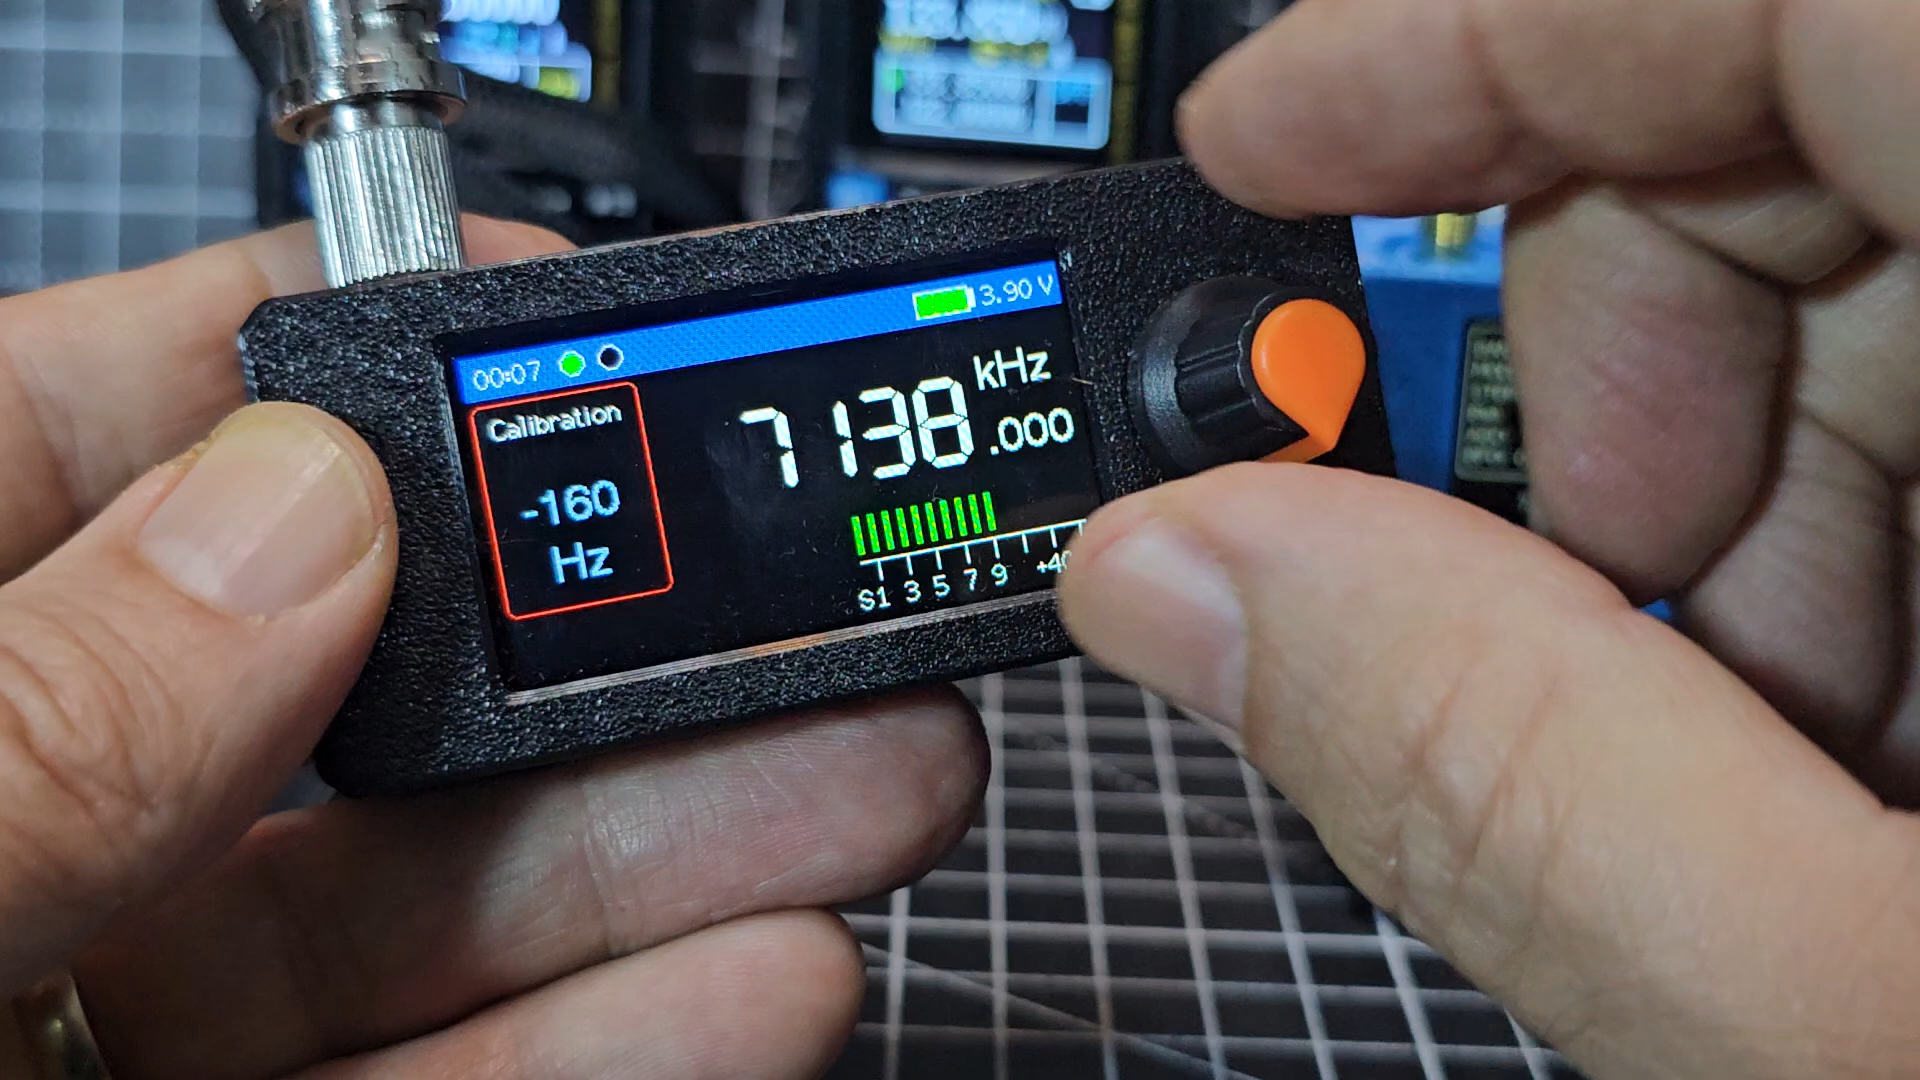 00:07
3.90 V
Calibration
-160
Hz
7138.000
kHz
S1 3 5 7 9 +40